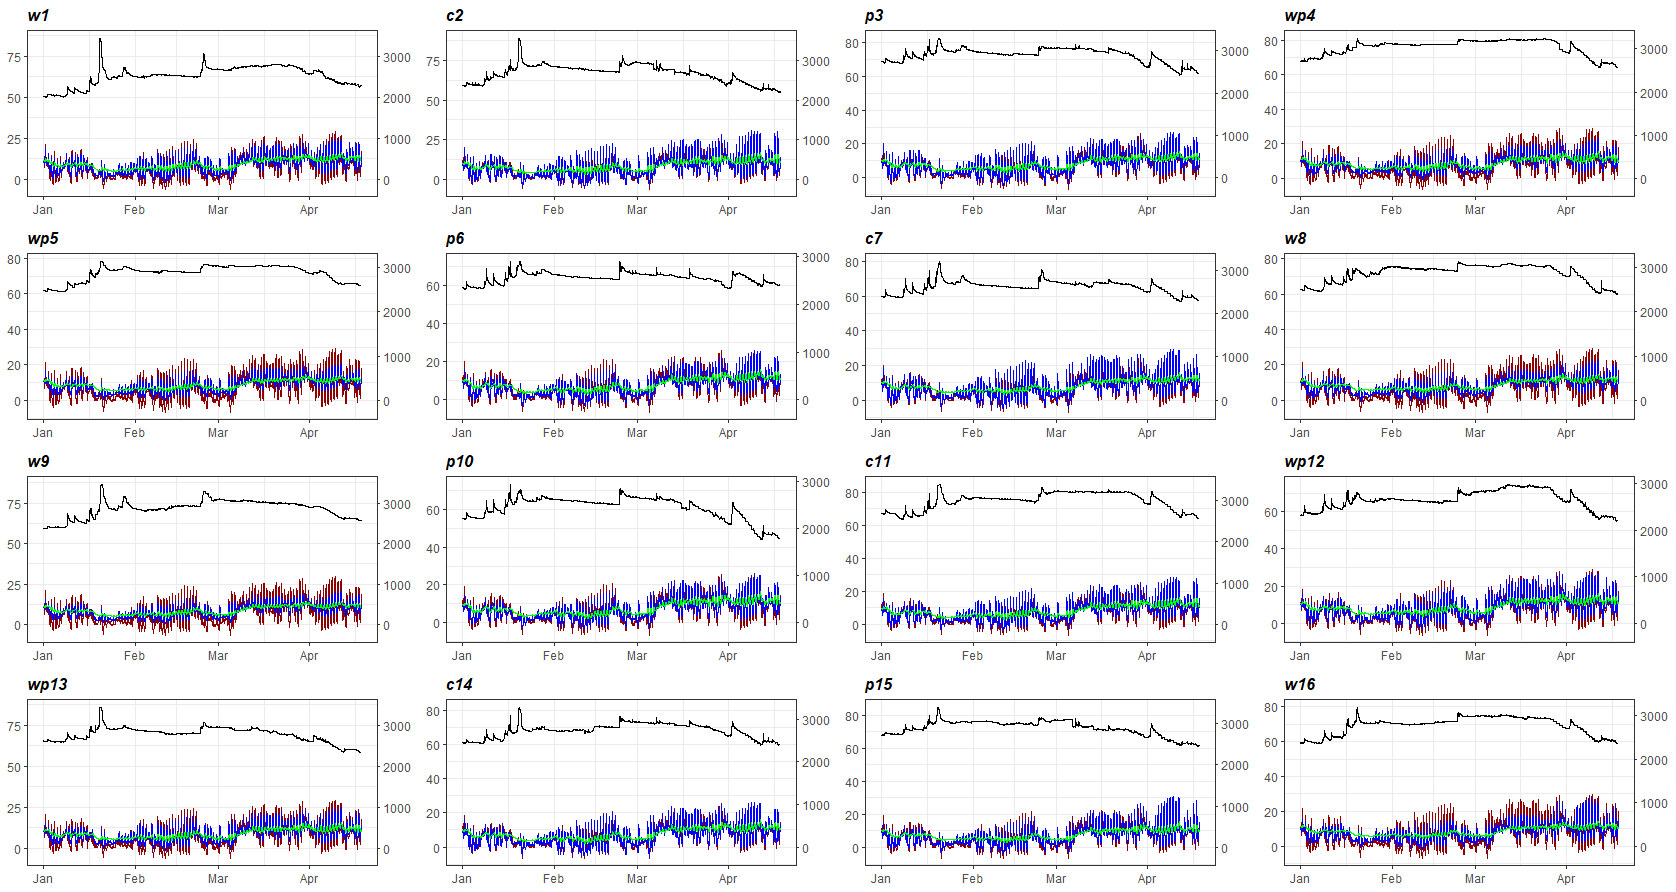 w1 c2 p3 wp4
75 50 25 0 3000 2000 1000 0 75 50 25 0 3000 2000 1000 0 80 60 40 20 0 3000 2000 1000 0 80 60 40 20 0 3000 2000 1000 0
Jan Feb Mar Apr Jan Feb Mar Apr Jan Feb Mar Apr Jan Feb Mar Apr
wp5 p6 c7 w8
80 60 40 20 0 3000 2000 1000 0 60 40 20 0 3000 2000 1000 0 80 60 40 20 0 3000 2000 1000 0 80 60 40 20 0 3000 2000 1000 0
Jan Feb Mar Apr Jan Feb Mar Apr Jan Feb Mar Apr Jan Feb Mar Apr
w9 p10 c11 wp12
75 50 25 0 3000 2000 1000 0 60 40 20 0 3000 2000 1000 0 80 60 40 20 0 3000 2000 1000 0 60 40 20 0 3000 2000 1000 0
Jan Feb Mar Apr Jan Feb Mar Apr Jan Feb Mar Apr Jan Feb Mar Apr
wp13 c14 p15 w16
75 50 25 0 3000 2000 1000 0 80 60 40 20 0 3000 2000 1000 0 80 60 40 20 0 3000 2000 1000 0 80 60 40 20 0 3000 2000 1000 0
Jan Feb Mar Apr Jan Feb Mar Apr Jan Feb Mar Apr Jan Feb Mar Apr